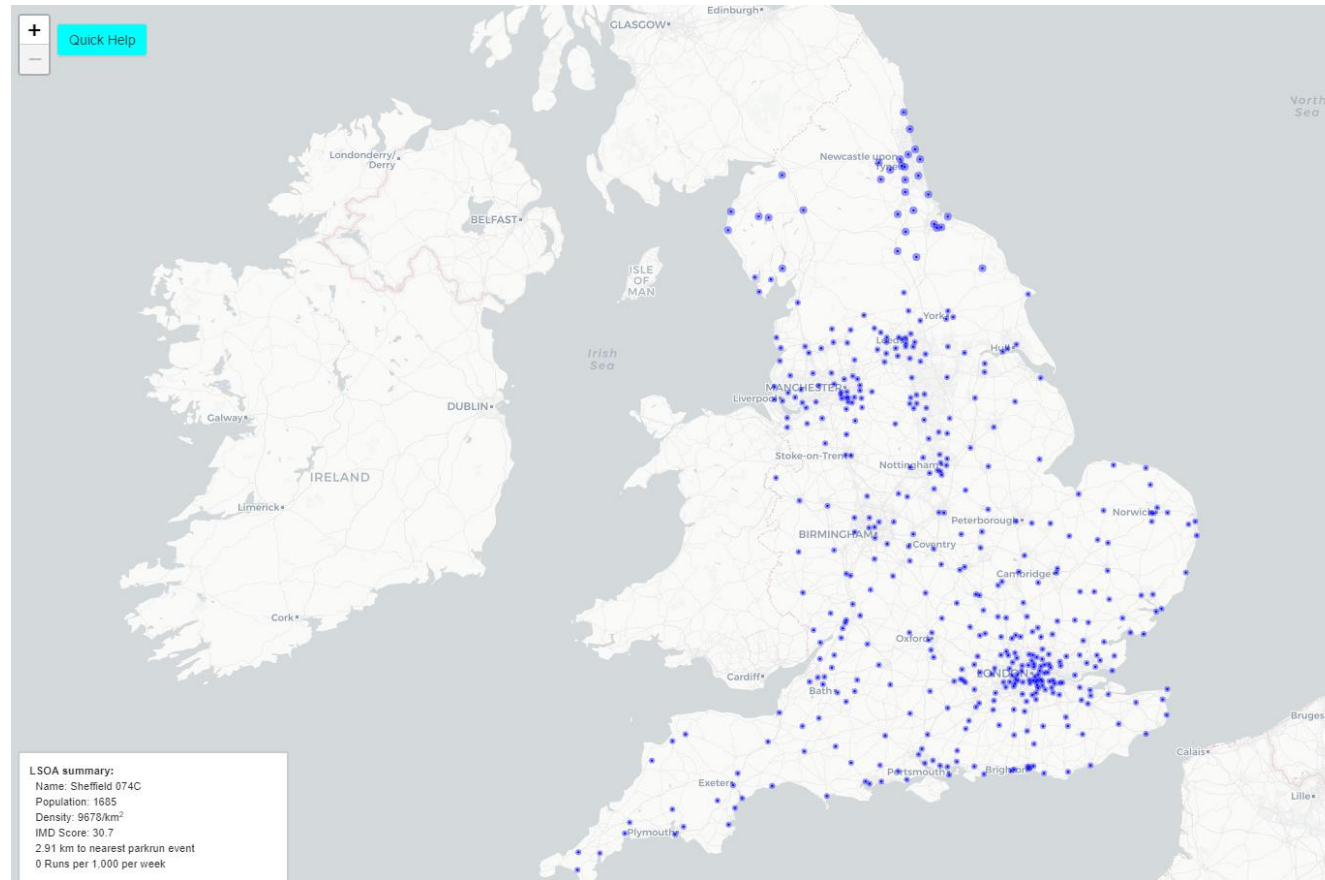 Edinburgh
GLASGOW
+
Quick Help
−
North
Sea
Londonderry/
Derry
Newcastle upon
Tyne
BELFAST
ISLE
OF
MAN
York
Irish
Sea
Leeds
Hull
MANCHESTER
Liverpool
DUBLIN
Galway
Stoke-on-Trent
Nottingham
IRELAND
Limerick
Peterborough
Norwich
BIRMINGHAM
Coventry
Cambridge
Cork
Oxford
Cardiff
LONDON
Bath
Bruges
Calais
Portsmouth
Brighton
Exeter
Lille
Plymouth
LSOA summary:
Name: Sheffield 074C
Population: 1685
Density: 9678/km²
IMD Score: 30.7
2.91 km to nearest parkrun event
0 Runs per 1,000 per week